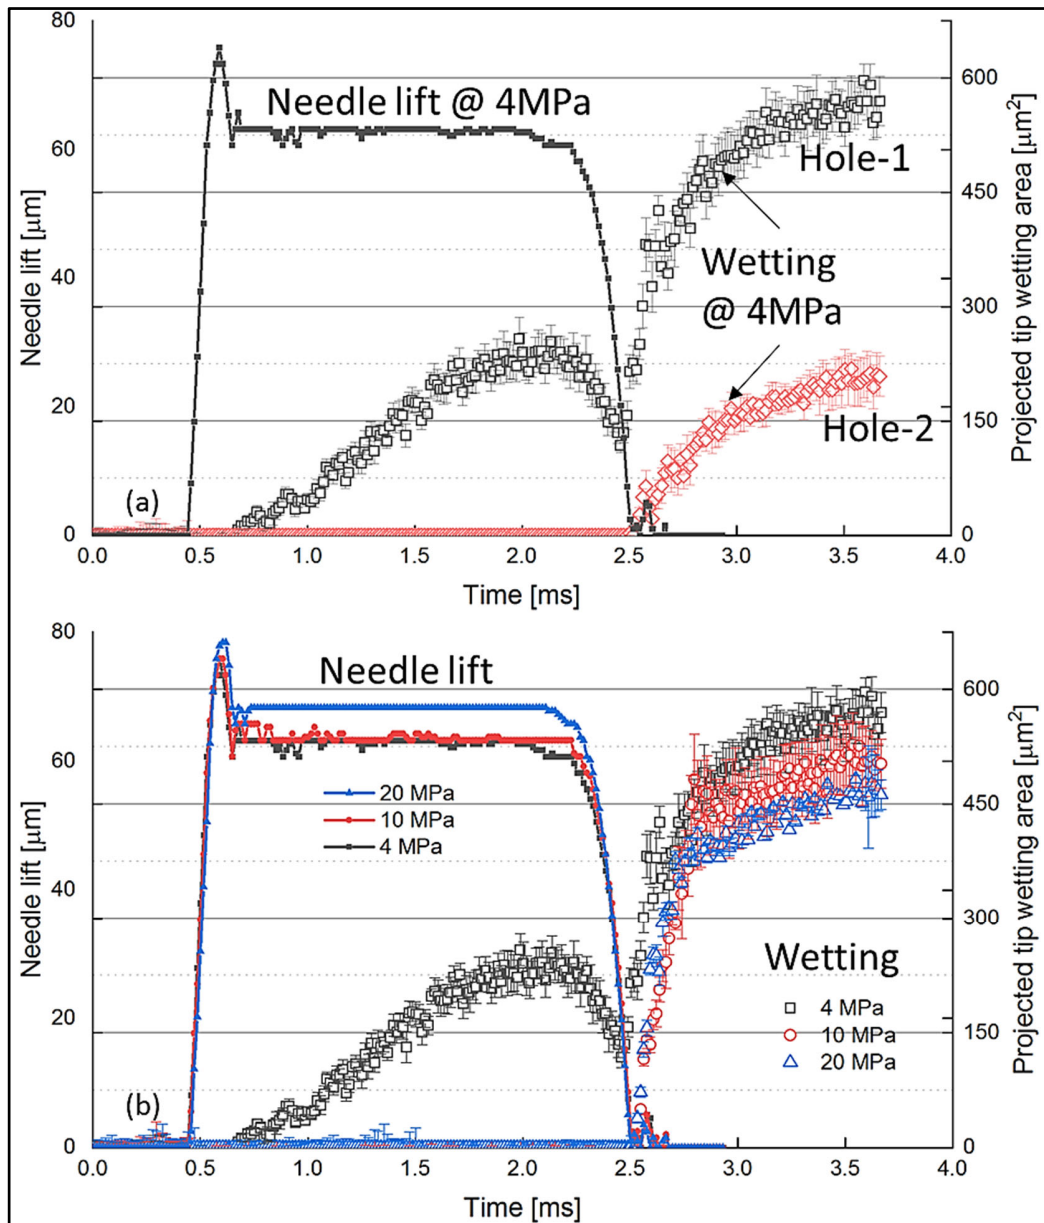 80
60
40
20
0
Needle lift [μm]
600
450
300
150
0
Projected tip wetting area [μm²]
Needle lift @ 4MPa
Hole-1
Wetting
@ 4MPa
Hole-2
(a)
0.0 0.5 1.0 1.5 2.0 2.5 3.0 3.5 4.0
Time [ms]
80
60
40
20
0
Needle lift [μm]
600
450
300
150
0
Projected tip wetting area [μm²]
Needle lift
20 MPa
10 MPa
4 MPa
Wetting
4 MPa
10 MPa
20 MPa
(b)
0.0 0.5 1.0 1.5 2.0 2.5 3.0 3.5 4.0
Time [ms]